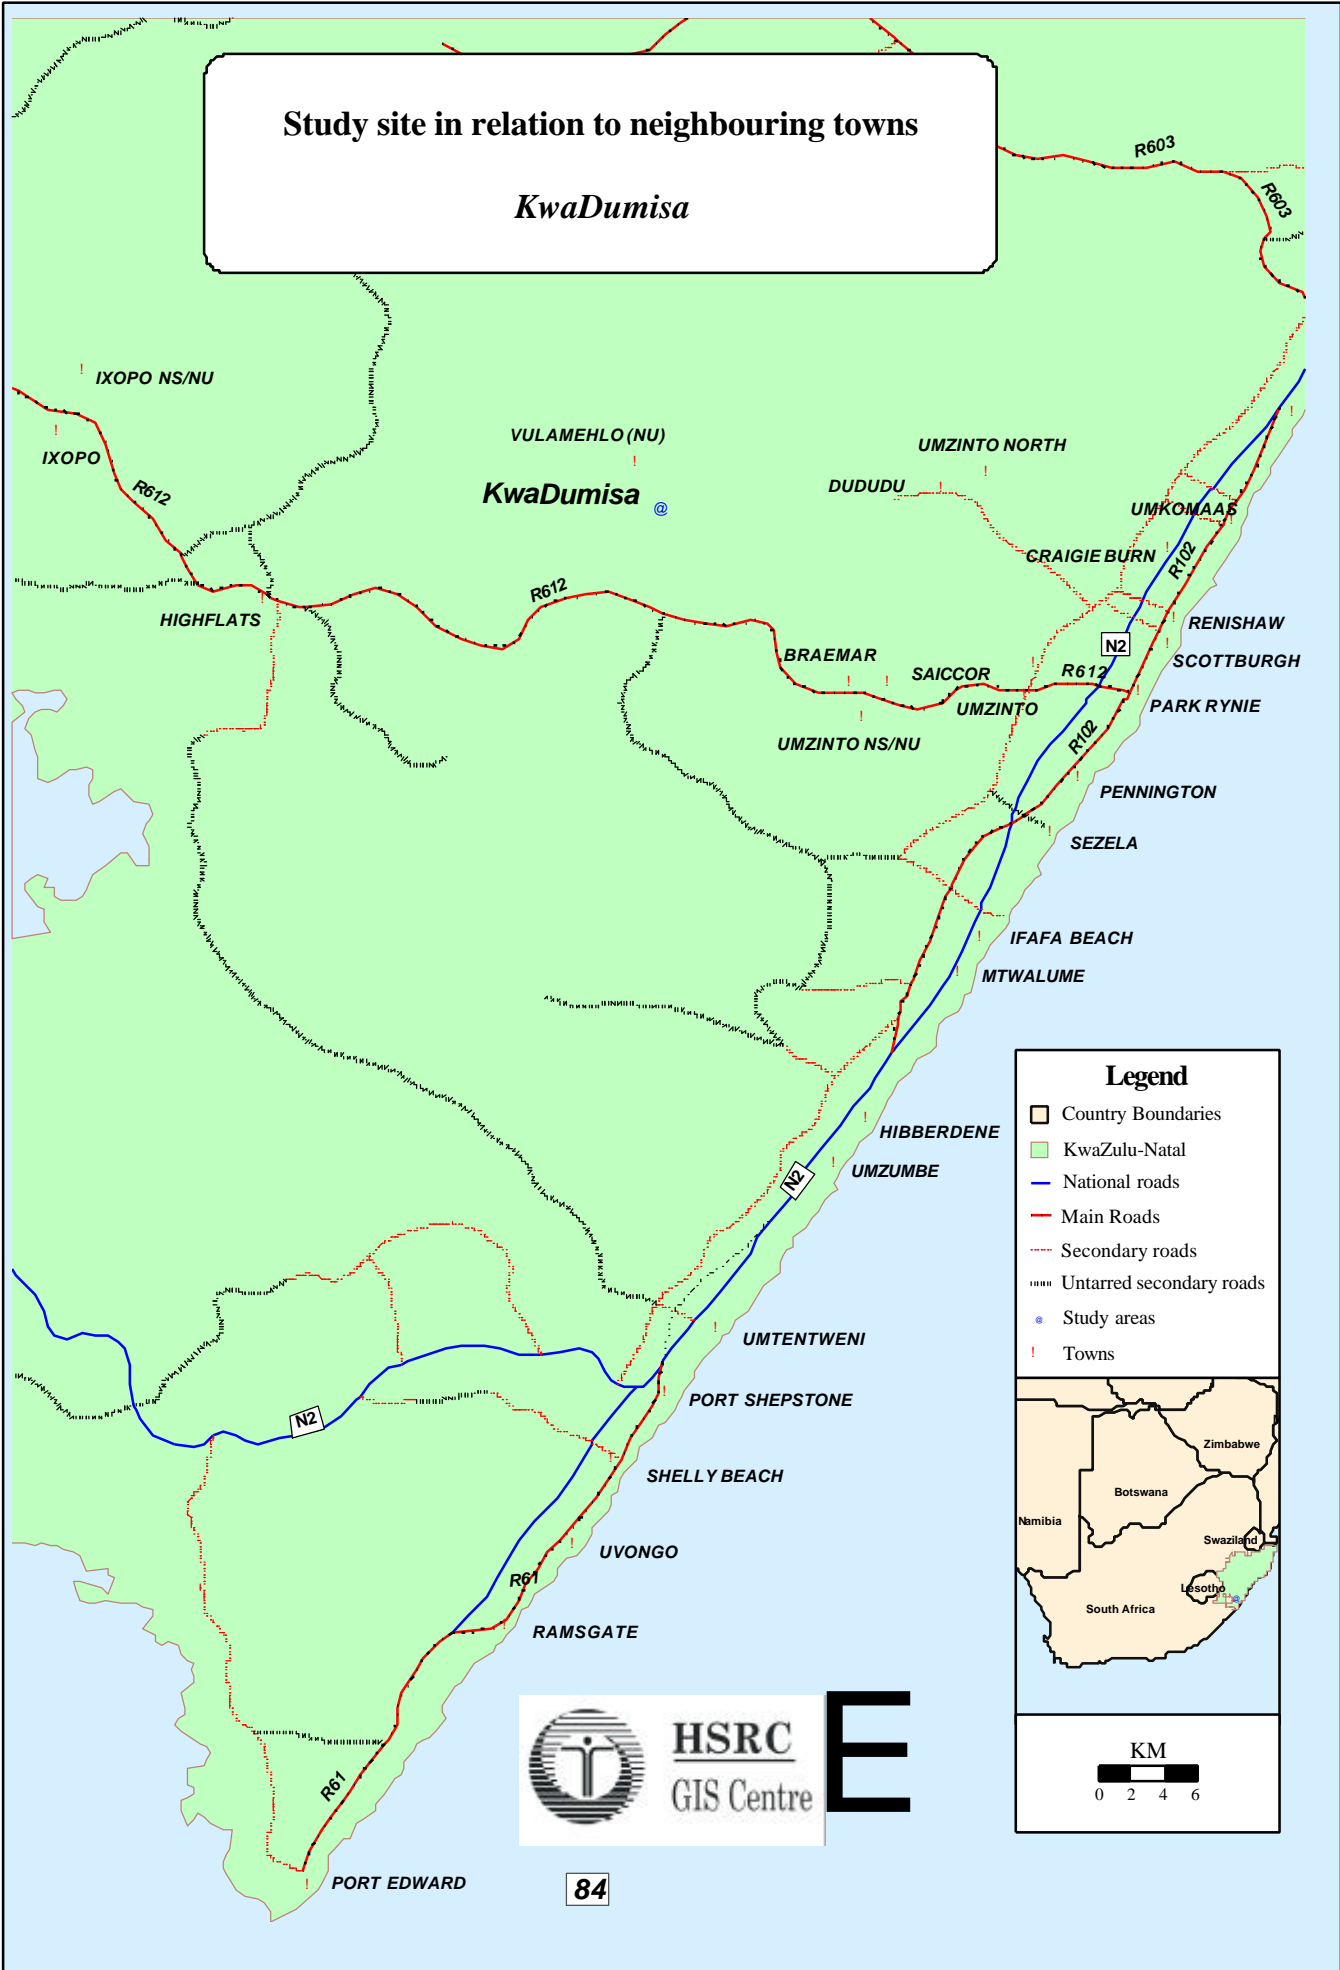 Study site in relation to neighbouring towns
KwaDumisa
R603
R603
IXOPO NS/NU
IXOPO
R612
VULAMEHLO (NU)
KwaDumisa @
UMZINTO NORTH
DUDUDU
UMKOMAAS
CRAIGIE BURN
R102
HIGHFLATS
R612
RENISHAW
N2
SCOTTBURGH
BRAEMAR
SAICCOR
R612
UMZINTO
PARK RYNIE
UMZINTO NS/NU
R102
PENNINGTON
SEZELA
IFAFA BEACH
MTWALUME
HIBBERDENE
UMZUMBE
N2
UMTENTWENI
PORT SHEPSTONE
N2
SHELLY BEACH
UVONGO
R61
RAMSGATE
R61
PORT EDWARD
Legend
Country Boundaries
KwaZulu-Natal
National roads
Main Roads
Secondary roads
Untarred secondary roads
@ Study areas
! Towns
Zimbabwe
Botswana
Namibia
Swaziland
Lesotho
@
South Africa
KM
0 2 4 6
HSRC
GIS Centre
E
84